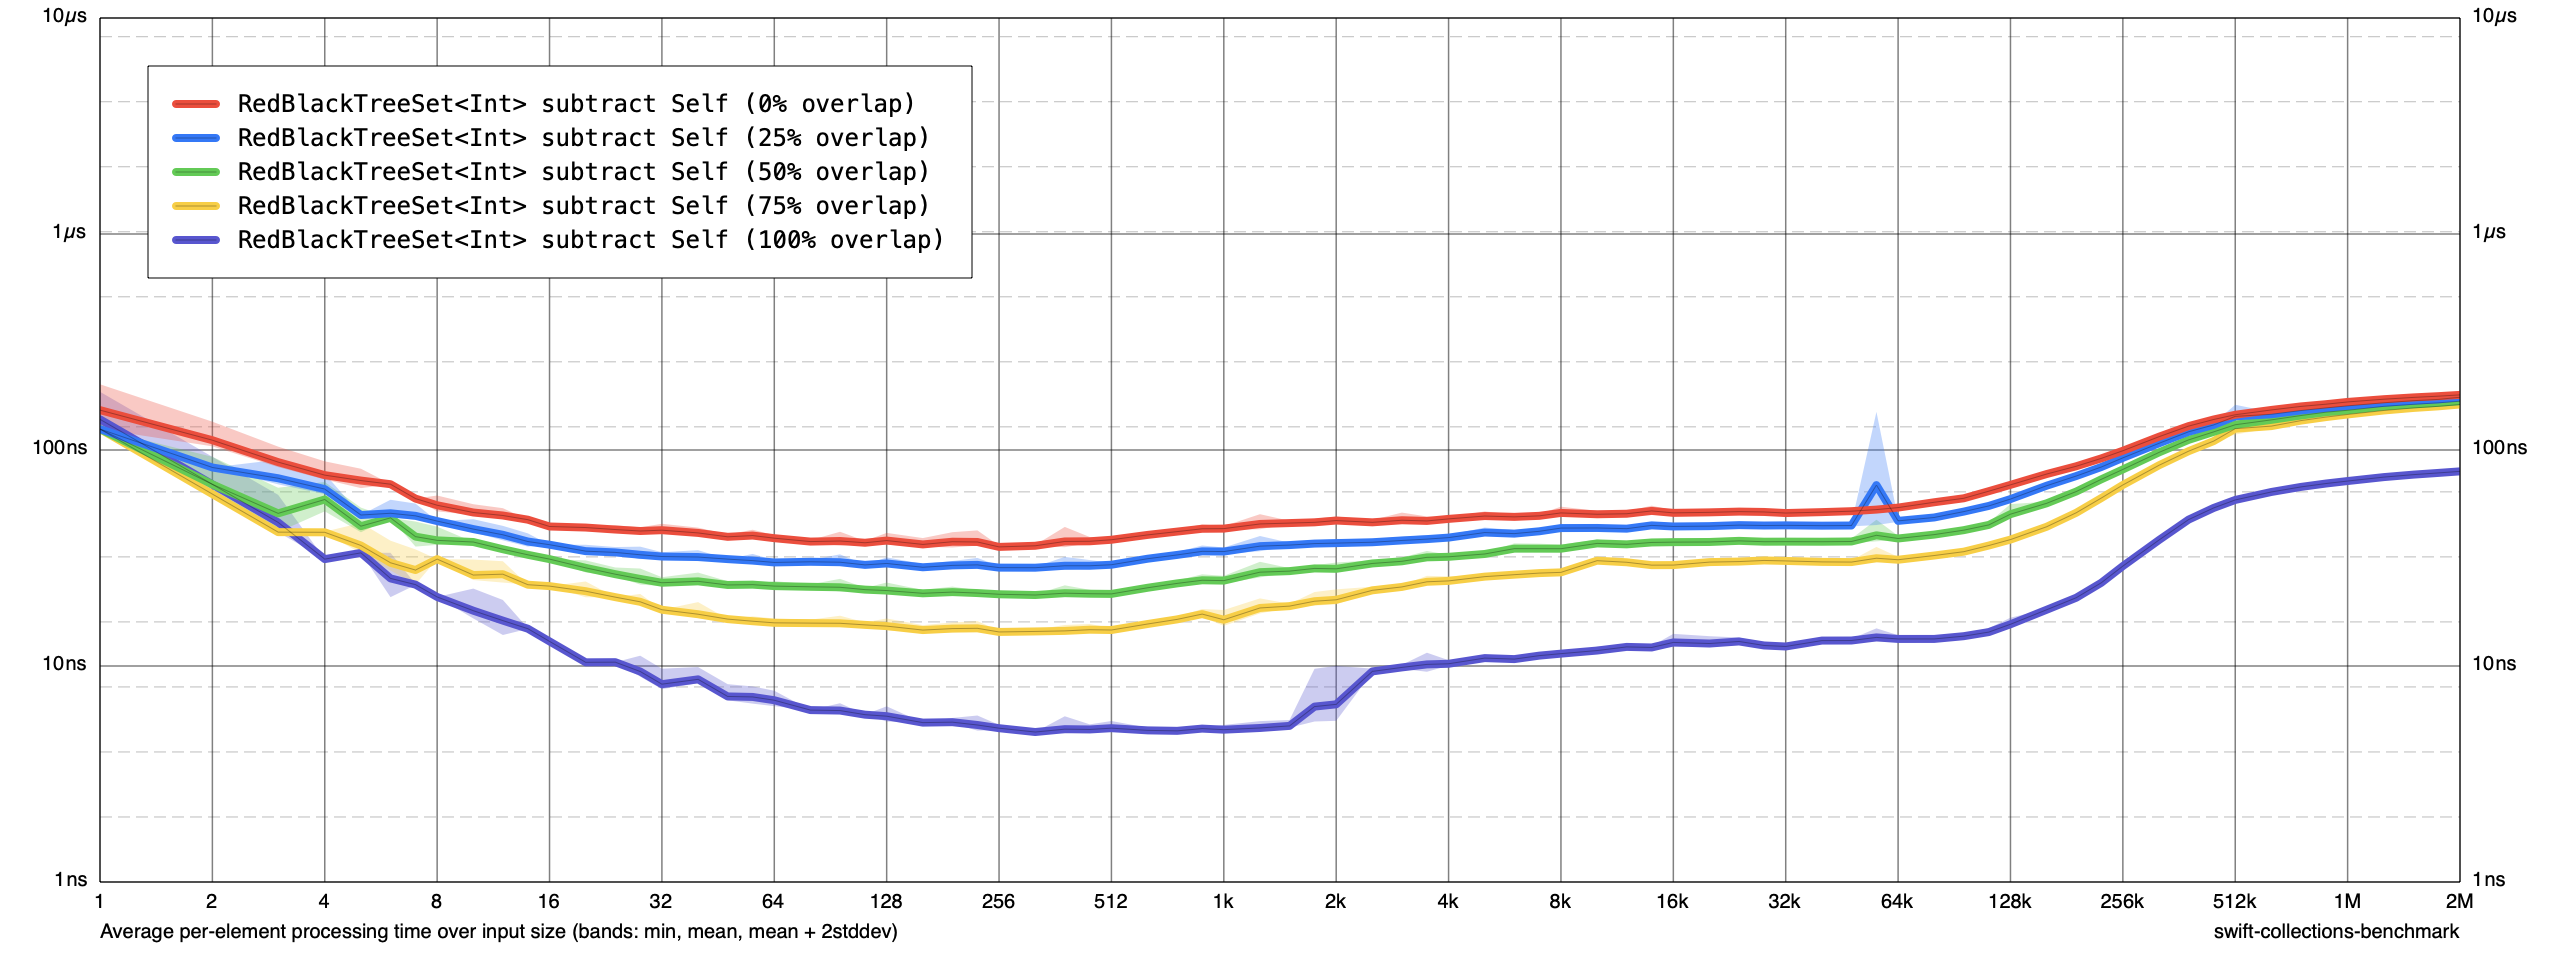 10µs
10µs
RedBlackTreeSet<Int> subtract Self (0% overlap)
RedBlackTreeSet<Int> subtract Self (25% overlap)
RedBlackTreeSet<Int> subtract Self (50% overlap)
RedBlackTreeSet<Int> subtract Self (75% overlap)
RedBlackTreeSet<Int> subtract Self (100% overlap)
1µs
1µs
100ns
100ns
10ns
10ns
1ns
1ns
1 2 4 8 16 32 64 128 256 512 1k 2k 4k 8k 16k 32k 64k 128k 256k 512k 1M 2M
Average per-element processing time over input size (bands: min, mean, mean + 2stddev)
swift-collections-benchmark